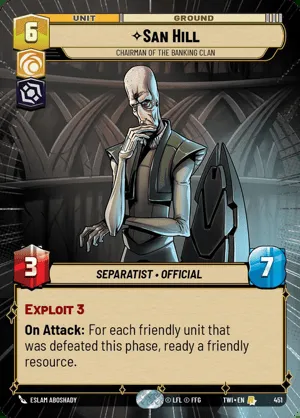 UNIT
GROUND
6
✧SAN HILL
CHAIRMAN OF THE BANKING CLAN
3
7
SEPARATIST • OFFICIAL
EXPLOIT 3
On Attack: For each friendly unit that
was defeated this phase, ready a friendly
resource.
ESLAM ABOSHADY
© LFL © FFG
TWI • EN
451